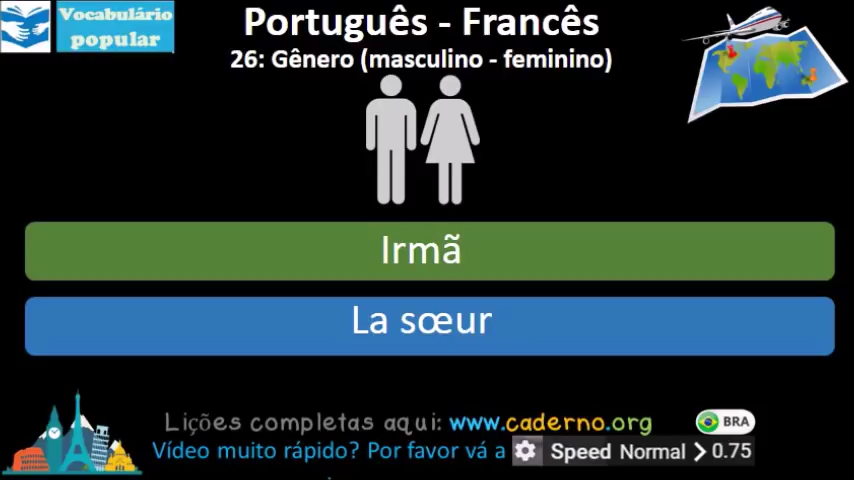 Vocabulário
popular
Português - Francês
26: Gênero (masculino - feminino)
Irmã
La sœur
Lições completas aqui: www.caderno.org
BRA
Vídeo muito rápido? Por favor vá a Speed Normal > 0.75